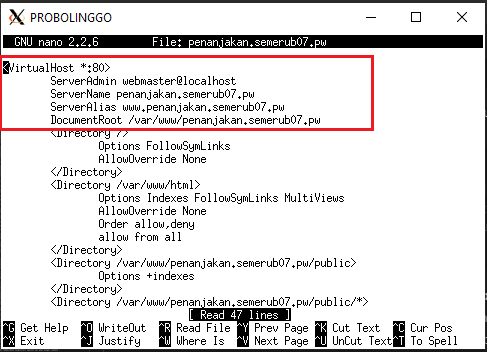 PROBOLINGGO
GNU nano 2.2.6 File: penanjakan.semerub07.pw
<VirtualHost *:80>
ServerAdmin webmaster@localhost
ServerName penanjakan.semerub07.pw
ServerAlias www.penanjakan.semerub07.pw
DocumentRoot /var/www/penanjakan.semerub07.pw
<Directory />
Options FollowSymLinks
AllowOverride None
</Directory>
<Directory /var/www/html>
Options Indexes FollowSymLinks MultiViews
AllowOverride None
Order allow,deny
allow from all
</Directory>
<Directory /var/www/penanjakan.semerub07.pw/public>
Options +indexes
</Directory>
<Directory /var/www/penanjakan.semerub07.pw/public/*>
[ Read 47 lines ]
^G Get Help ^O WriteOut ^R Read File ^Y Prev Page ^K Cut Text ^C Cur Pos
^X Exit ^J Justify ^W Where Is ^V Next Page ^U UnCut Text ^T To Spell